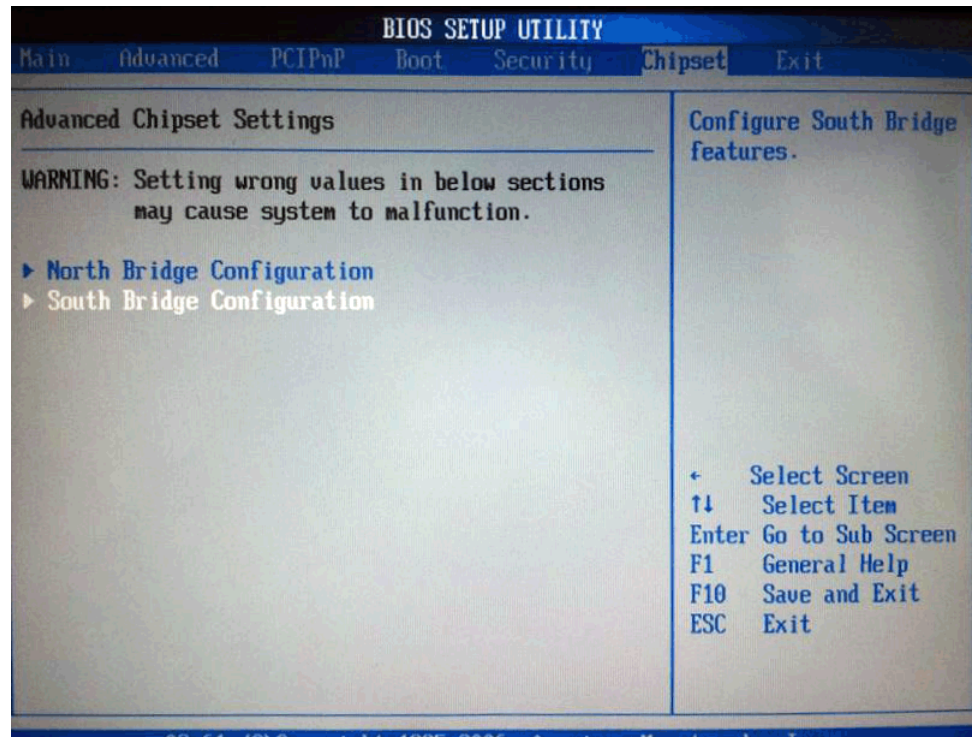 BIOS SETUP UTILITY
Main Advanced PCIPnP Boot Security Chipset Exit
Advanced Chipset Settings
WARNING: Setting wrong values in below sections
may cause system to malfunction.
▶ North Bridge Configuration
▶ South Bridge Configuration
Configure South Bridge
features.
← Select Screen
↑↓ Select Item
Enter Go to Sub Screen
F1 General Help
F10 Save and Exit
ESC Exit